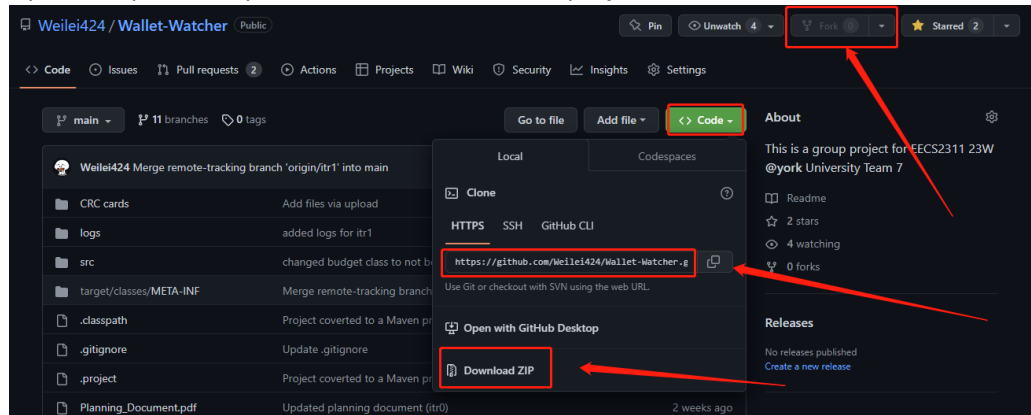 Weilei424 / Wallet-Watcher Public
Pin
Unwatch 4
Fork 0
Starred 2
<> Code
Issues
Pull requests 2
Actions
Projects
Wiki
Security
Insights
Settings
main
11 branches
0 tags
Go to file
Add file
<> Code
About
This is a group project for EECS2311 23W
@york University Team 7
Readme
2 stars
4 watching
0 forks
Releases
No releases published
Create a new release
Weilei424 Merge remote-tracking branch 'origin/itr1' into main
CRC cards
Add files via upload
logs
added logs for itr1
src
changed budget class to not b
target/classes/META-INF
Merge remote-tracking branch
.classpath
Project coverted to a Maven pr
.gitignore
Update .gitignore
.project
Project coverted to a Maven pr
Planning_Document.pdf
Updated planning document (itr0)
2 weeks ago
Local
Codespaces
Clone
HTTPS
SSH
GitHub CLI
https://github.com/Weilei424/Wallet-Watcher.g
Use Git or checkout with SVN using the web URL.
Open with GitHub Desktop
Download ZIP